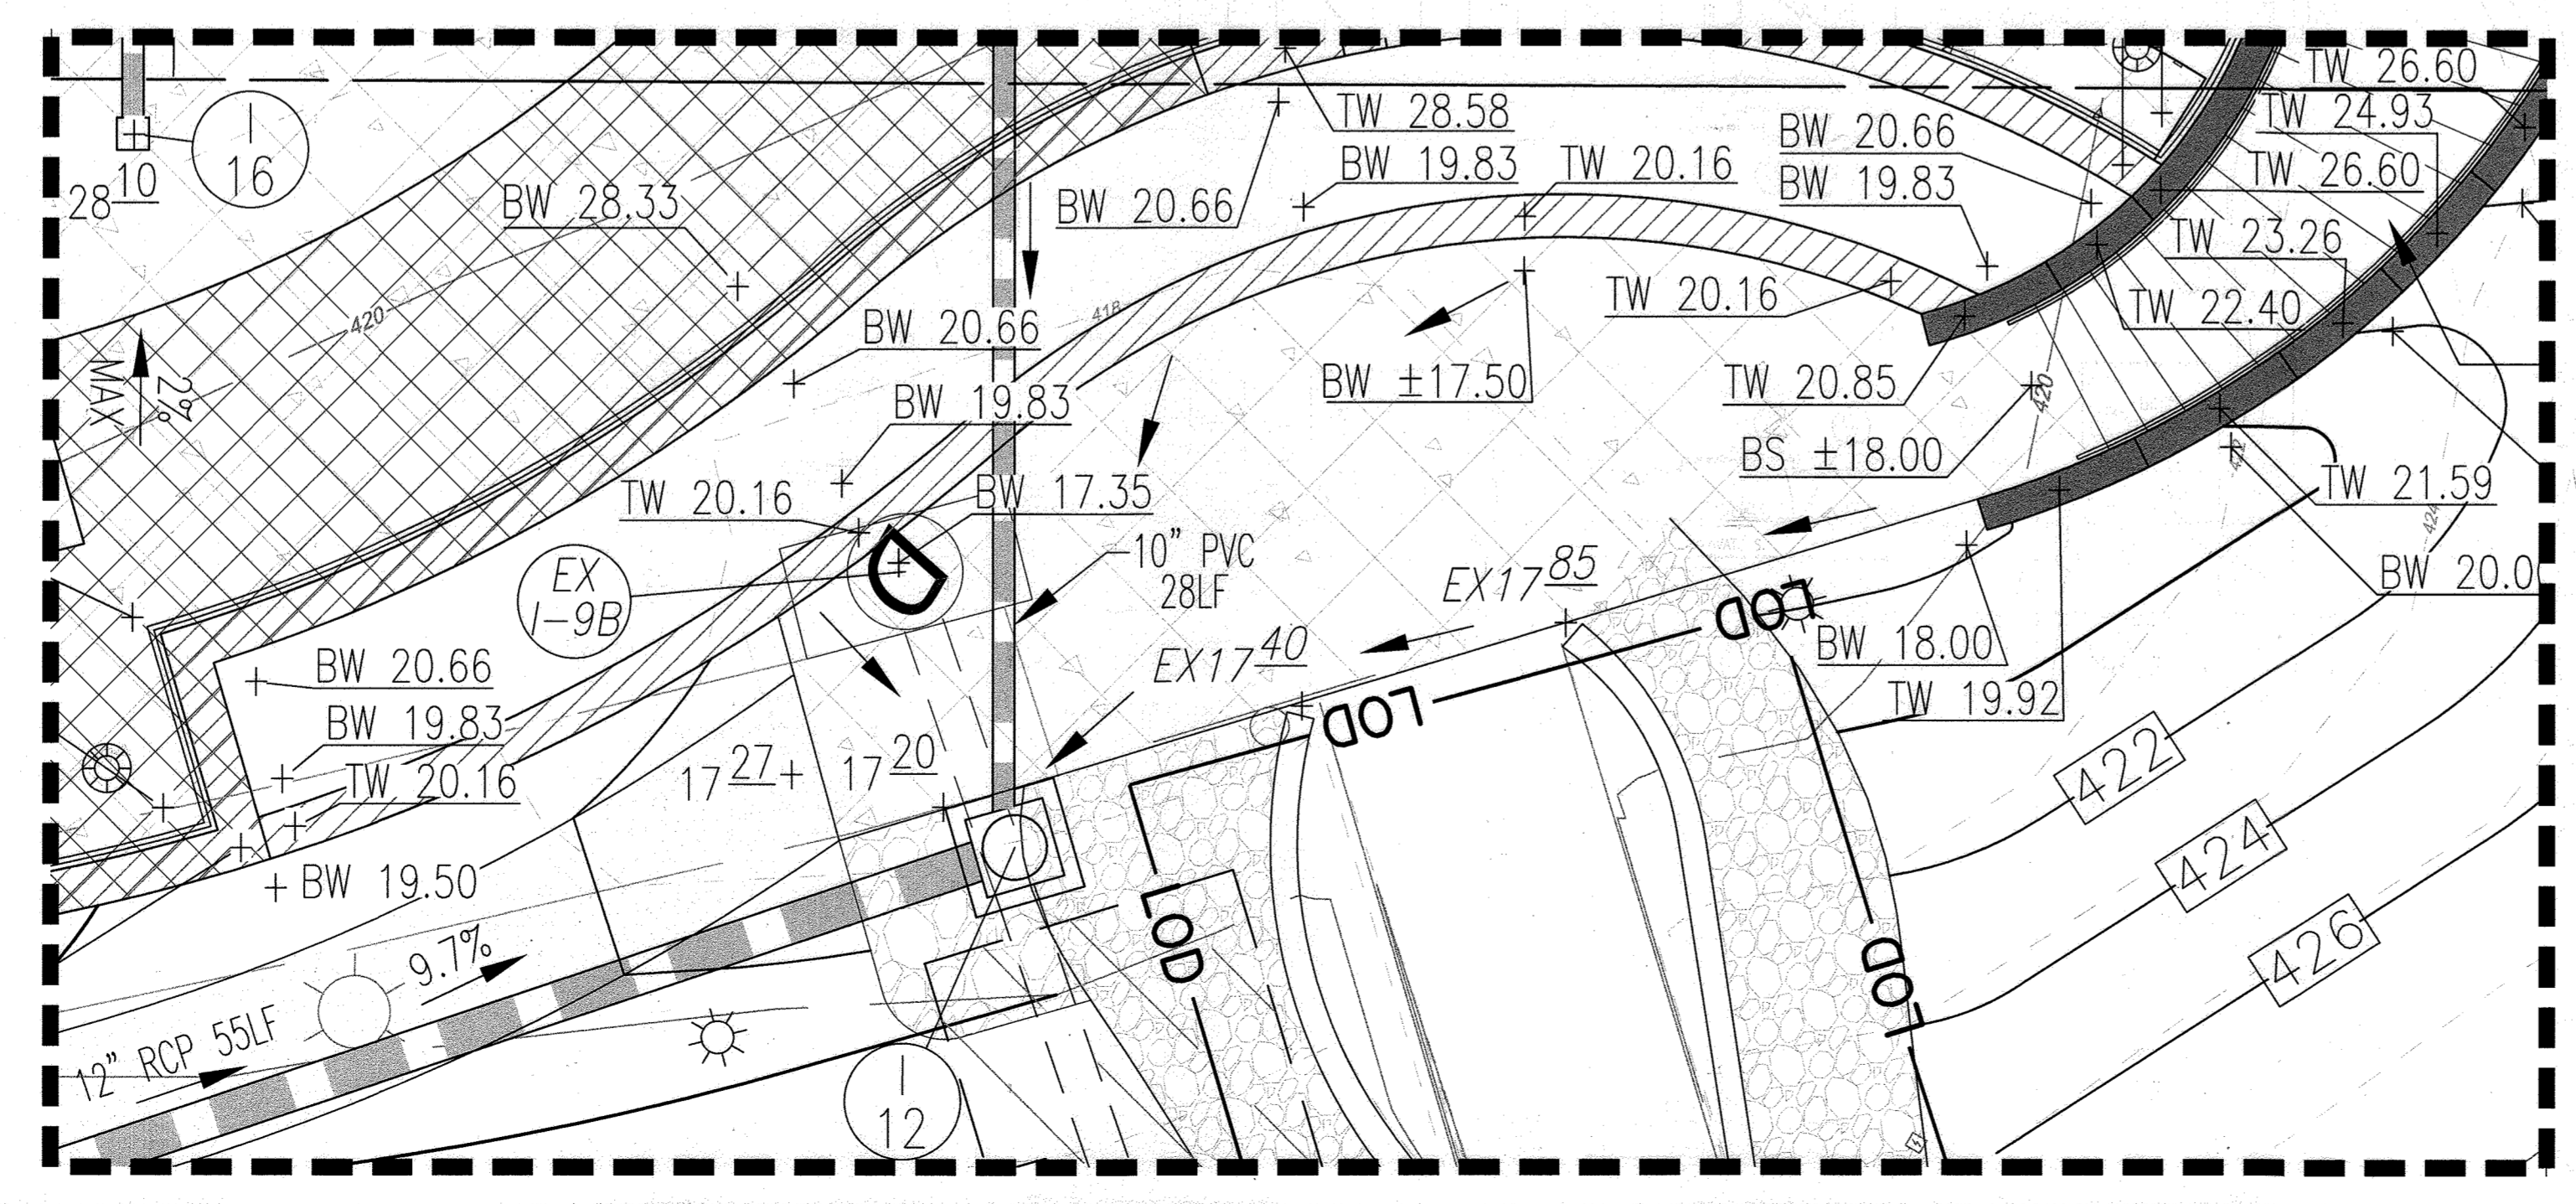 TW 26.60
TW 28.58
TW 24.93
BW 20.66
I
16
28 10
BW 19.83
TW 20.16
BW 19.83
TW 26.60
BW 28.33
BW 20.66
TW 23.26
420
BW 20.66
418
TW 20.16
TW 22.40
2%
MAX
BW ±17.50
TW 20.85
420
BW 19.83
BS ±18.00
TW 20.16
BW 17.35
TW 21.59
424
10" PVC
28LF
EX
I-9B
EX17 85
BW 20.0
LOD
BW 18.00
EX17 40
BW 20.66
LOD
TW 19.92
BW 19.83
TW 20.16
17 27
17 20
422
424
BW 19.50
LOD
9.7%
426
LOD
12" RCP 55LF
I
12